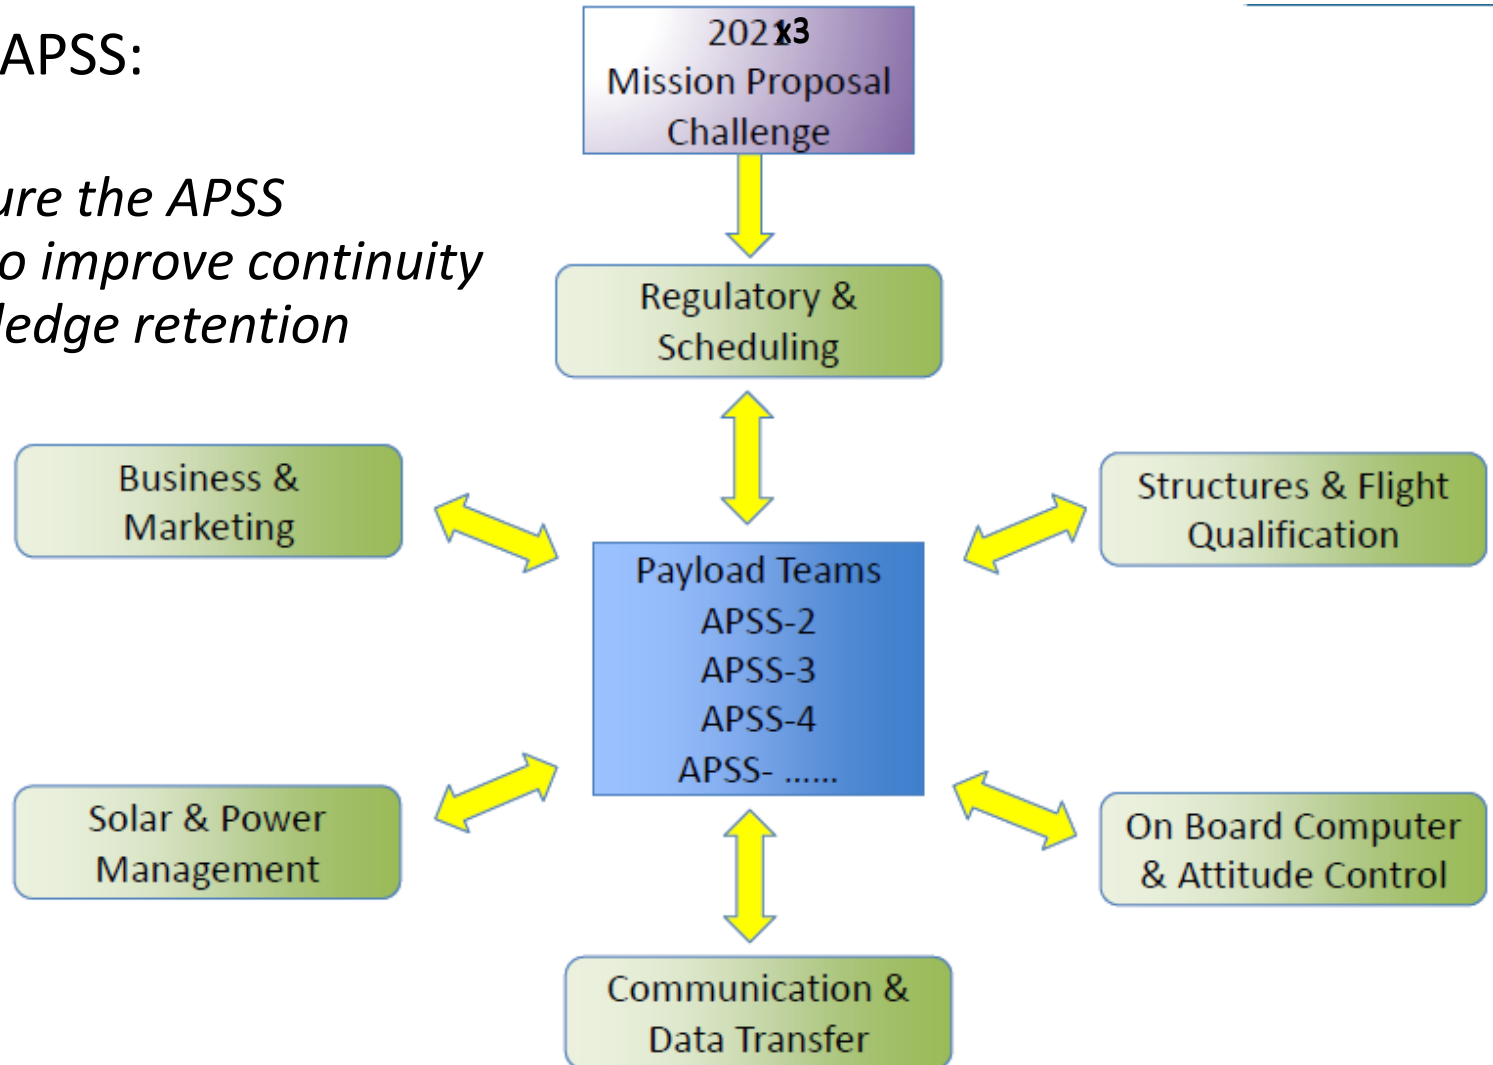 APSS:
ure the APSS
o improve continuity
ledge retention
Mission Proposal
Challenge
Regulatory &
Scheduling
Business &
Marketing
Structures & Flight
Qualification
Payload Teams
APSS-2
APSS-3
APSS-4
APSS- ......
Solar & Power
Management
On Board Computer
& Attitude Control
Communication &
Data Transfer